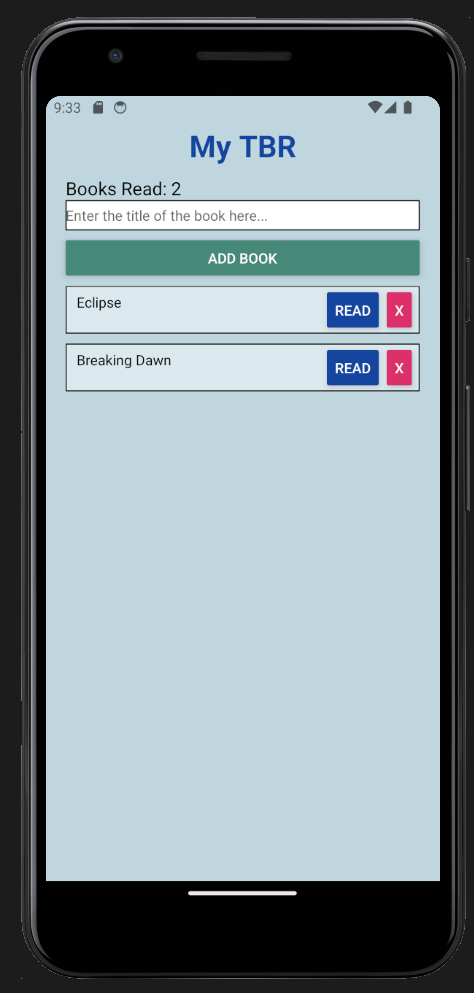 9:33
My TBR
Books Read: 2
Enter the title of the book here...
ADD BOOK
Eclipse READ X
Breaking Dawn READ X